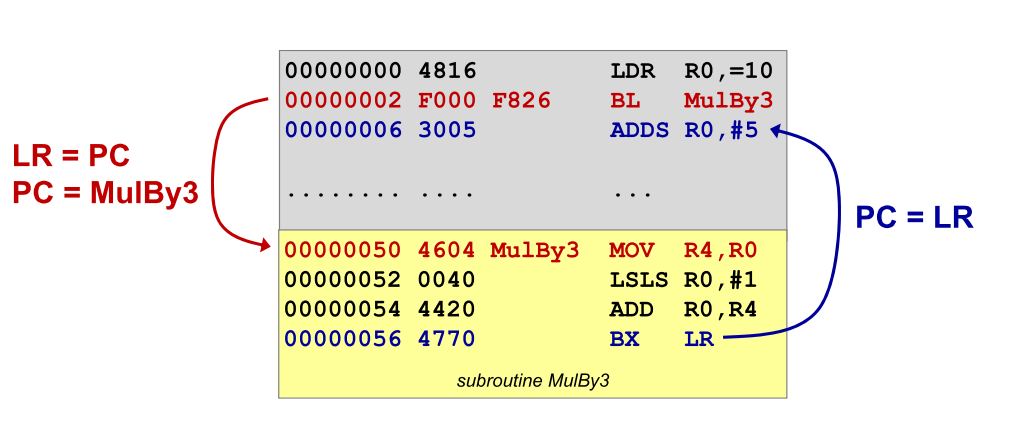 00000000 4816 LDR R0,=10
00000002 F000 F826 BL MulBy3
00000006 3005 ADDS R0,#5
LR = PC
PC = MulBy3
........ .... ...
PC = LR
00000050 4604 MulBy3 MOV R4,R0
00000052 0040 LSLS R0,#1
00000054 4420 ADD R0,R4
00000056 4770 BX LR
subroutine MulBy3